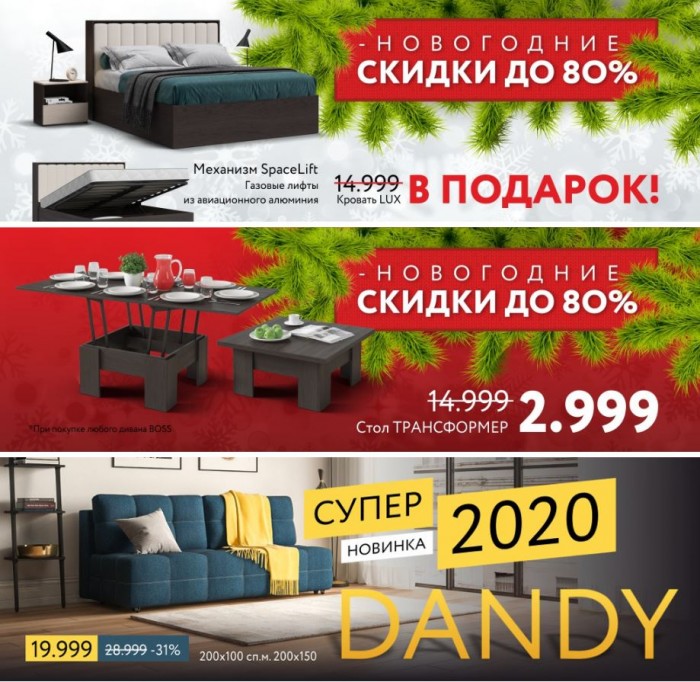 - НОВОГОДНИЕ -
СКИДКИ ДО 80%
Механизм SpaceLift
Газовые лифты
из авиационного алюминия
14.999
Кровать LUX
В ПОДАРОК!
- НОВОГОДНИЕ -
СКИДКИ ДО 80%
14.999
Стол ТРАНСФОРМЕР
2.999
*При покупке любого дивана BOSS
СУПЕР
НОВИНКА
2020
DANDY
19.999 28.999 -31% 200x100 сп.м. 200x150